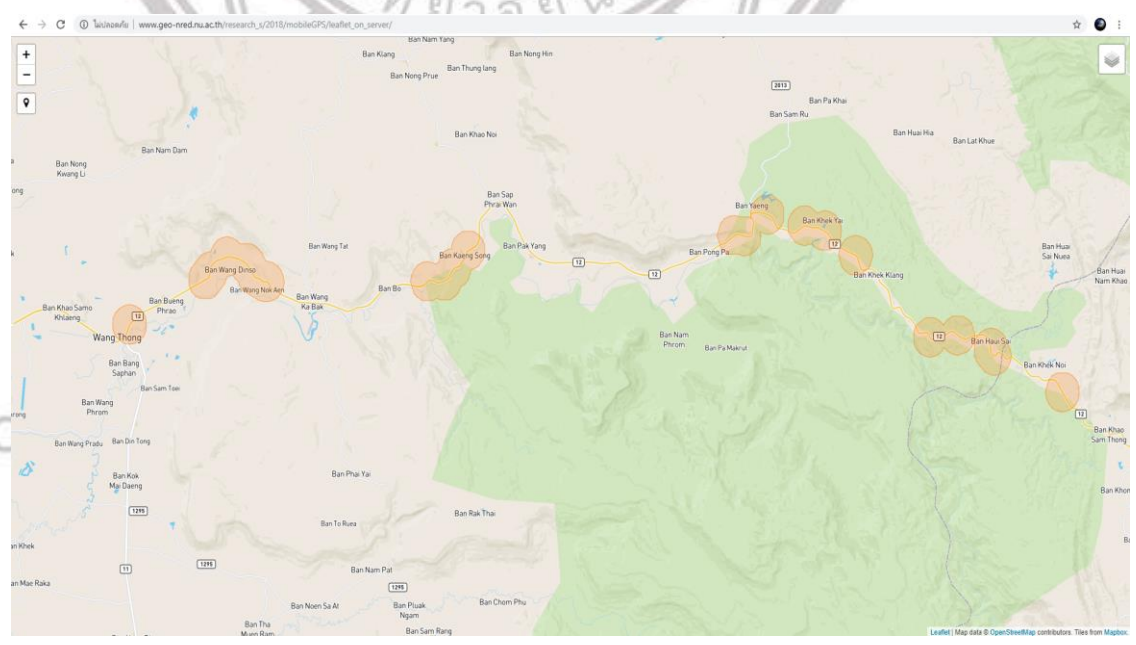 ไม่ปลอดภัย | www.geo-nred.nu.ac.th/research_s/2018/mobileGPS/leaflet_on_server/
Ban Nam Yang
Ban Klang
Ban Nong Hin
Ban Thung lang
Ban Nong Prue
2013
Ban Pa Khai
Ban Sam Ru
Ban Khao Noi
Ban Huai Hia
Ban Lat Khue
Ban Nam Dam
Ban Nong
Kwang Li
ong
Ban Sap
Phrai Wan
Ban Yaeng
Ban Khek Yai
12
Ban Wang Tat
Ban Pak Yang
Ban Kaeng Song
Ban Pong Pa
Ban Huai
Sai Nuea
12
12
Ban Wang Dinso
Ban Khek Klang
Ban Huai
Nam Khao
Ban Wang Nok Aen
Ban Bo
Ban Wang
Ka Bak
Ban Bueng
Phrao
Ban Khao Samo
Khlaeng
12
Wang Thong
Ban Nam
Phrom
Ban Pa Makrut
12
Ban Huai Sai
Ban Bang
Saphan
Ban Khek Noi
Ban Sam Toei
Ban Wang
Phrom
12
Ban Khao
Sam Thong
Ban Wang Pradu
Ban Din Tong
Ban Kok
Mai Daeng
Ban Phai Yai
Ban Khon
1295
Ban To Ruea
Ban Rak Thai
an Khek
11
1295
Ban Nam Pat
an Mae Raka
1295
Ban Noen Sa At
Ban Pluak
Ngam
Ban Chom Phu
Ban Tha
Muen Ram
Ban Sam Rang
Leaflet | Map data © OpenStreetMap contributors. Tiles from Mapbox.